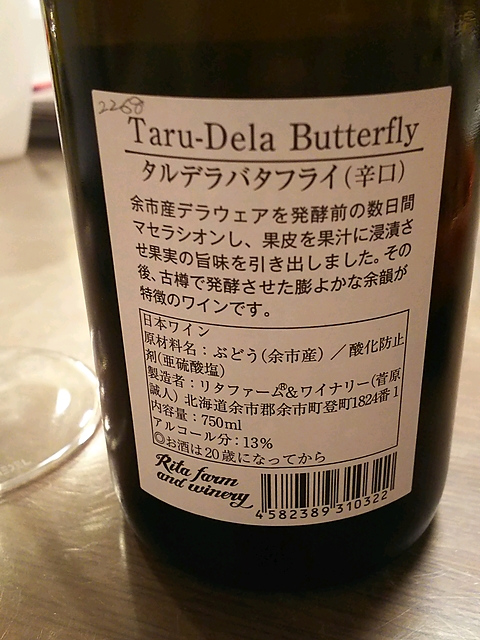 2268
Taru-Dela Butterfly
タルデラバタフライ(辛口)
余市産デラウェアを発酵前の数日間
マセラシオンし、果皮を果汁に浸漬さ
せ果実の旨味を引き出しました。その
後、古樽で発酵させた膨よかな余韻が
特徴のワインです。
日本ワイン
原材料名:ぶどう(余市産)/酸化防止
剤(亜硫酸塩)
製造者:リタファーム®&ワイナリー(菅原
誠人)北海道余市郡余市町登町1824番1
内容量:750ml
アルコール分:13%
◎お酒は20歳になってから
Rita farm
and winery
4582389310322